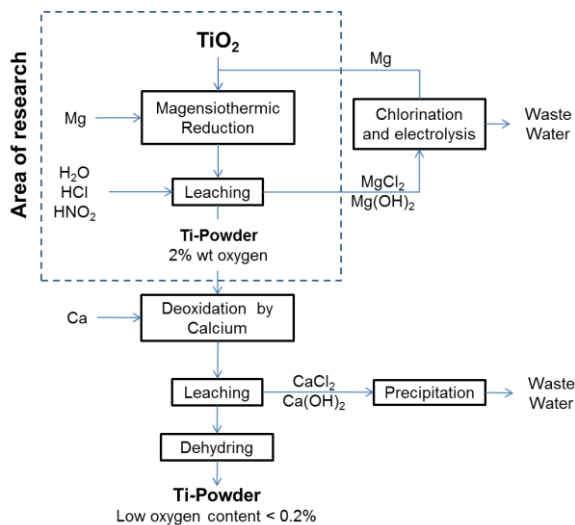 Area of research
TiO₂
Mg
Mg
Magensiothermic
Reduction
Chlorination
and electrolysis
Waste
Water
H₂O
HCl
HNO₂
Leaching
MgCl₂
Mg(OH)₂
Ti-Powder
2% wt oxygen
Ca
Deoxidation by
Calcium
Leaching
CaCl₂
Ca(OH)₂
Precipitation
Waste
Water
Dehydring
Ti-Powder
Low oxygen content < 0.2%